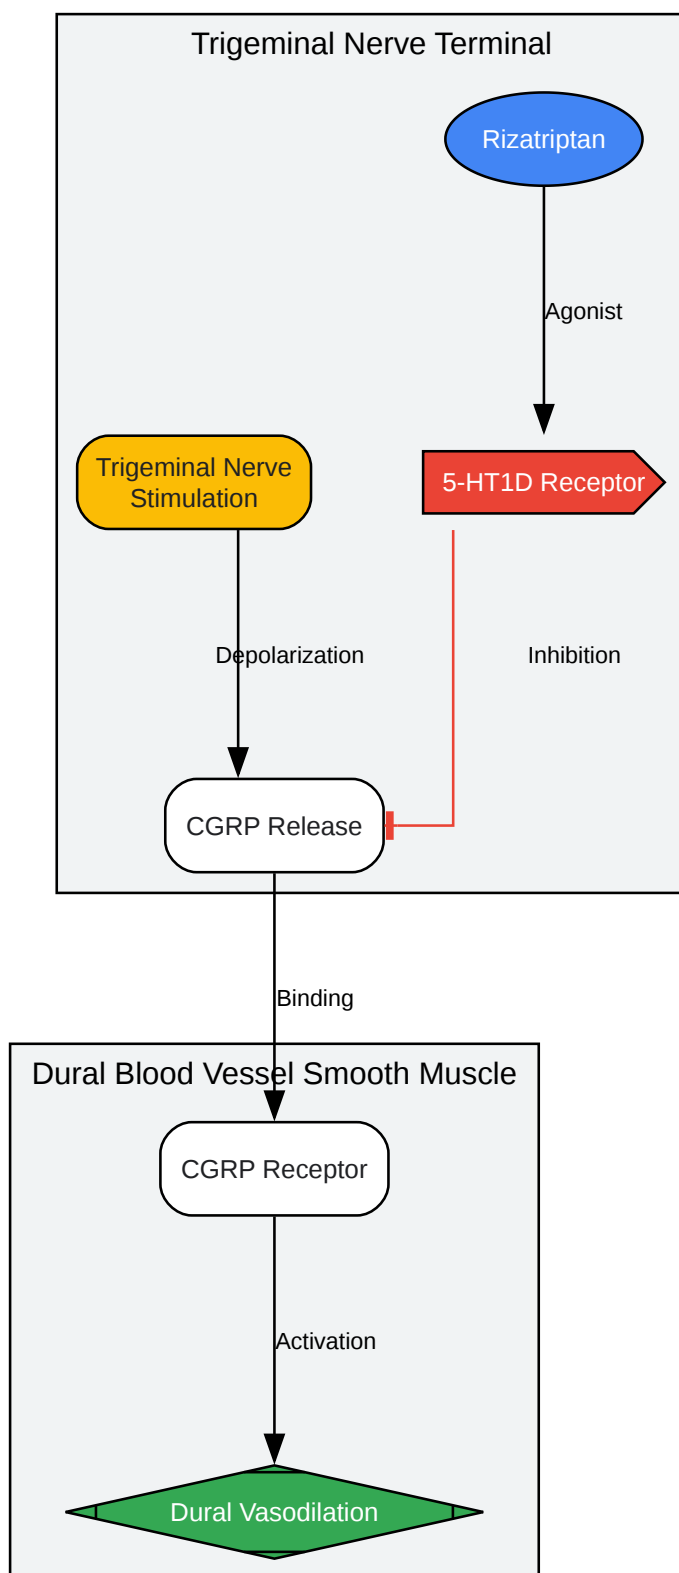 Trigeminal Nerve Terminal
Rizatriptan
Agonist
Trigeminal Nerve
Stimulation
5-HT1D Receptor
Depolarization
Inhibition
CGRP Release
Binding
Dural Blood Vessel Smooth Muscle
CGRP Receptor
Activation
Dural Vasodilation